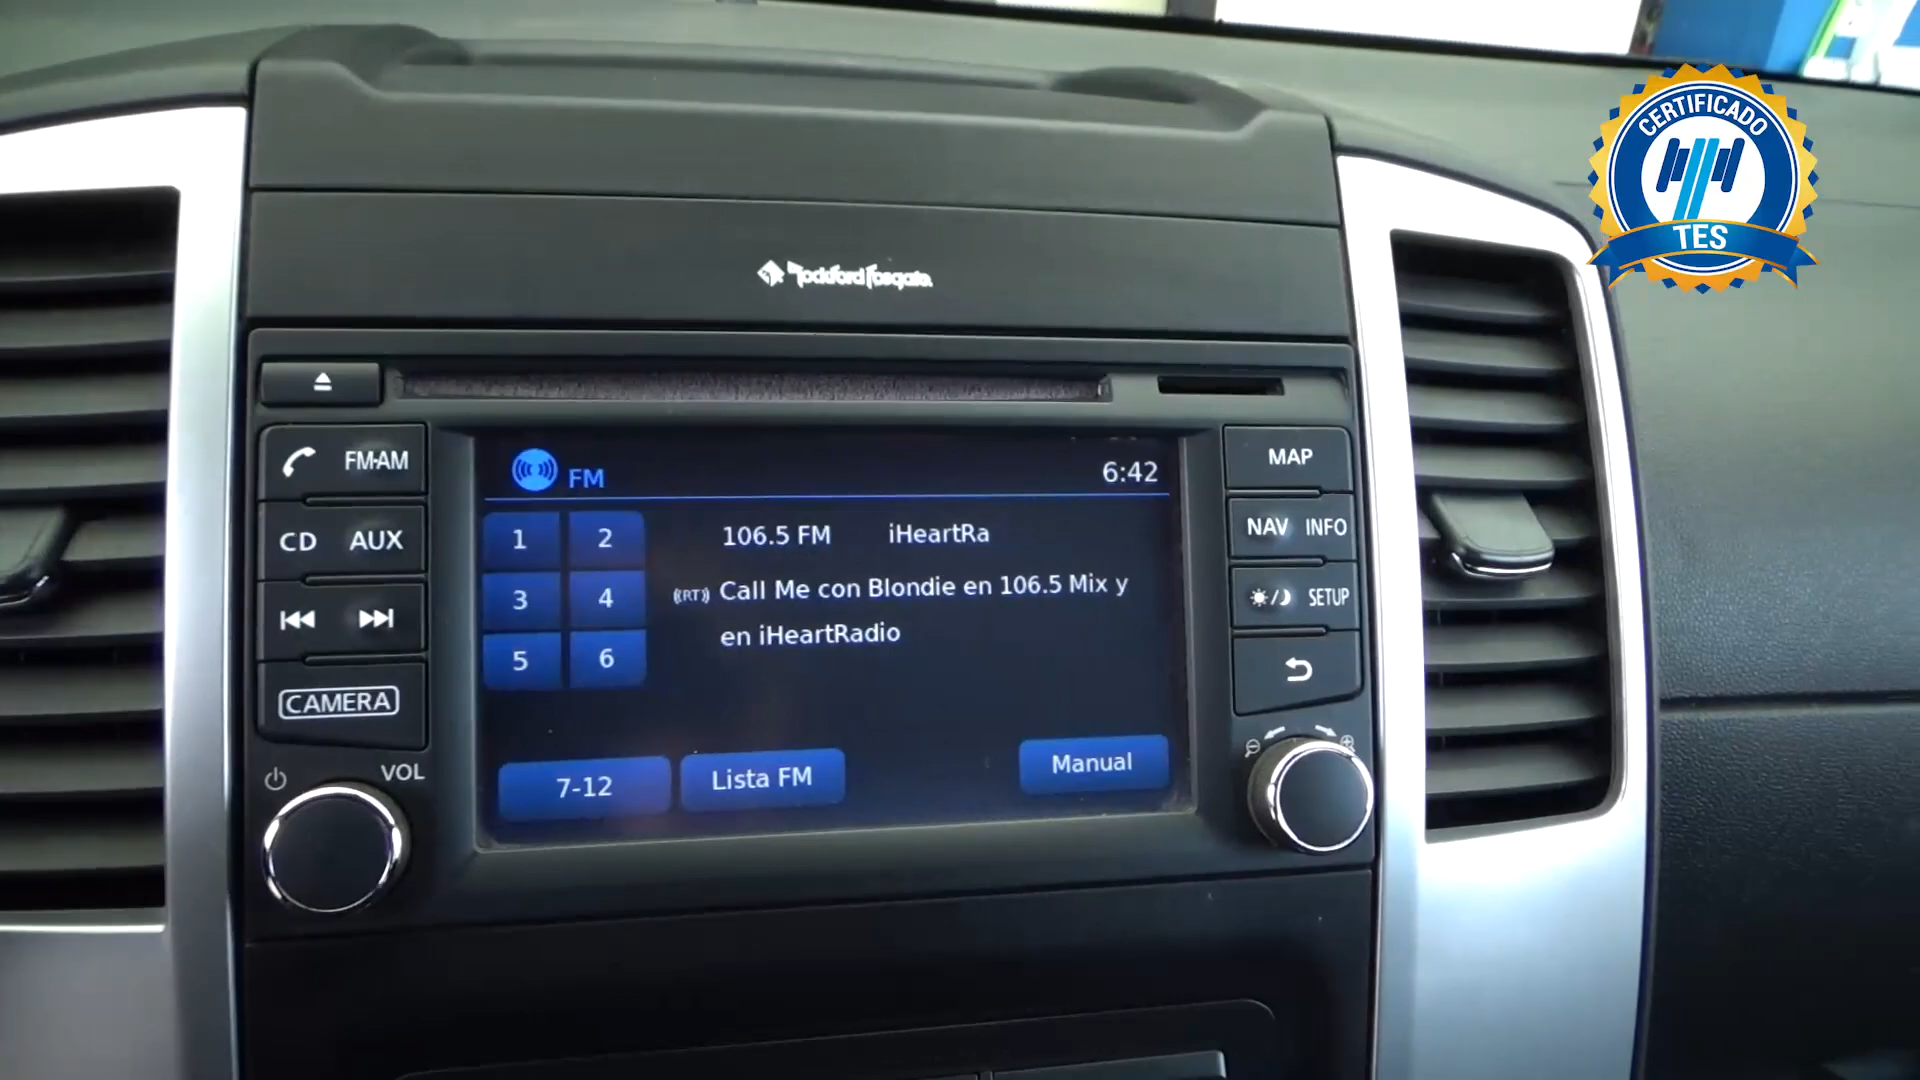 CERTIFICADO
TES
Rockford Fosgate
FM-AM
CD AUX
CAMERA
VOL
FM 6:42
1 2
3 4
5 6
106.5 FM iHeartRa
((RT)) Call Me con Blondie en 106.5 Mix y
en iHeartRadio
7-12 Lista FM Manual
MAP
NAV INFO
SETUP